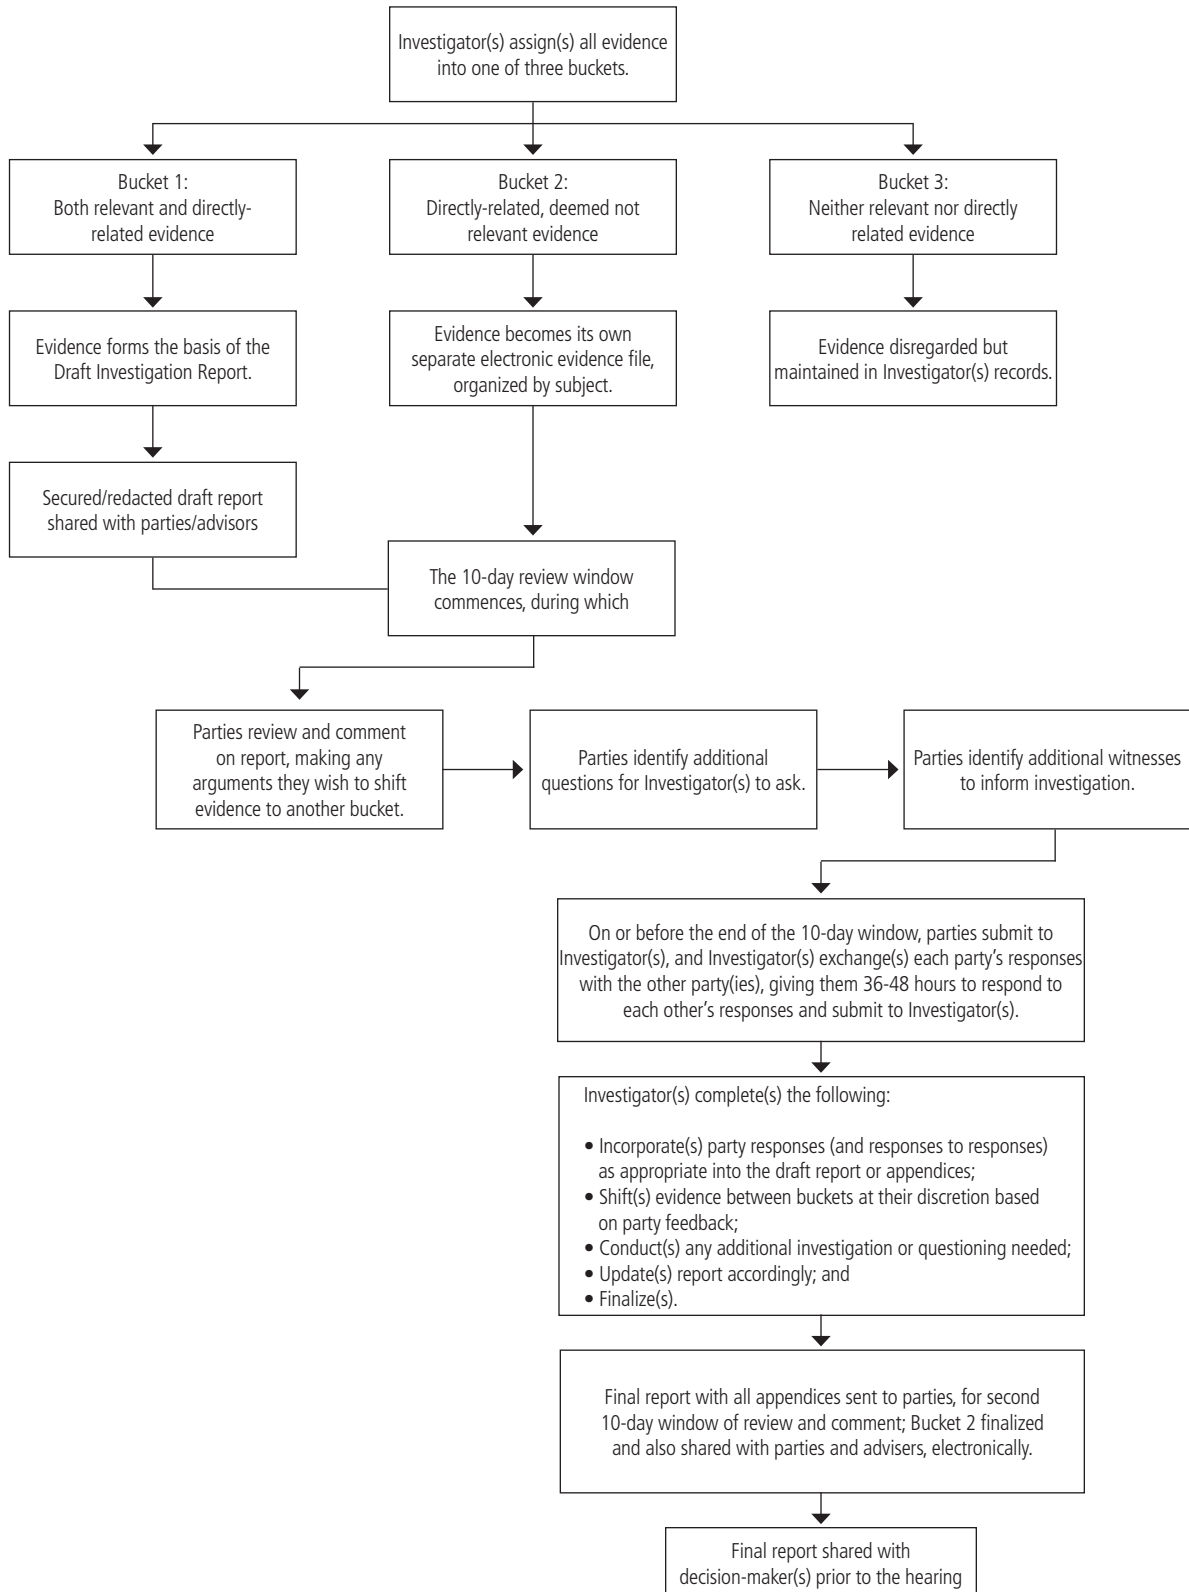 Investigator(s) assign(s) all evidence
into one of three buckets.
Bucket 1:
Both relevant and directly-
related evidence
Bucket 2:
Directly-related, deemed not
relevant evidence
Bucket 3:
Neither relevant nor directly
related evidence
Evidence forms the basis of the
Draft Investigation Report.
Evidence becomes its own
separate electronic evidence file,
organized by subject.
Evidence disregarded but
maintained in Investigator(s) records.
Secured/redacted draft report
shared with parties/advisors
The 10-day review window
commences, during which
Parties review and comment
on report, making any
arguments they wish to shift
evidence to another bucket.
Parties identify additional
questions for Investigator(s) to ask.
Parties identify additional witnesses
to inform investigation.
On or before the end of the 10-day window, parties submit to
Investigator(s), and Investigator(s) exchange(s) each party’s responses
with the other party(ies), giving them 36-48 hours to respond to
each other’s responses and submit to Investigator(s).
Investigator(s) complete(s) the following:
• Incorporate(s) party responses (and responses to responses)
as appropriate into the draft report or appendices;
• Shift(s) evidence between buckets at their discretion based
on party feedback;
• Conduct(s) any additional investigation or questioning needed;
• Update(s) report accordingly; and
• Finalize(s).
Final report with all appendices sent to parties, for second
10-day window of review and comment; Bucket 2 finalized
and also shared with parties and advisers, electronically.
Final report shared with
decision-maker(s) prior to the hearing